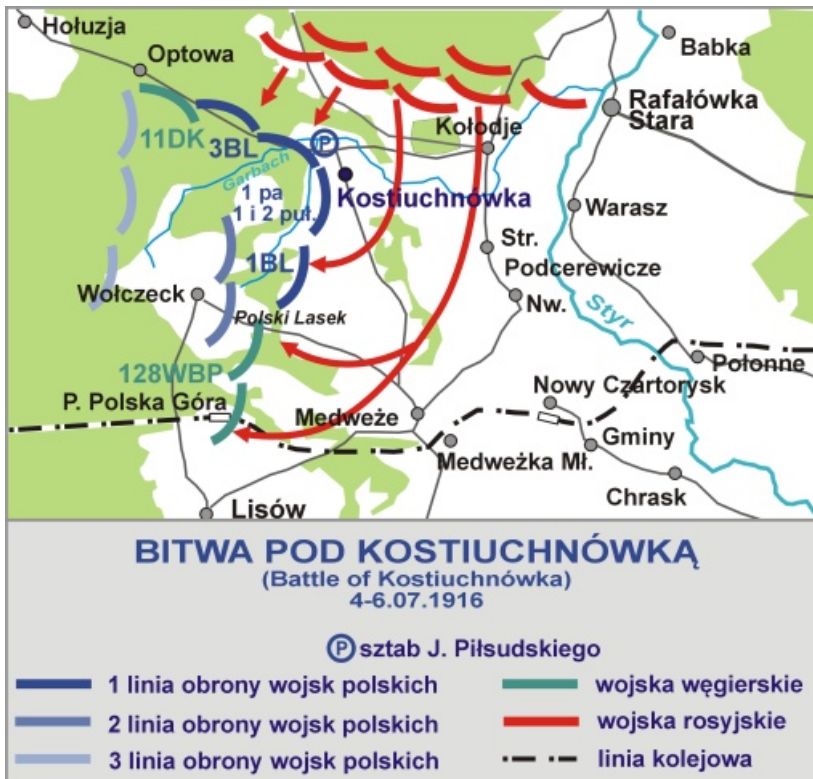 Hołuzja
Optowa
Babka
Rafałówka
Stara
11DK
3BL
P
Kołodje
Garbach
Kostiuchnówka
1 pa
1 i 2 puł.
Warasz
1BL
Str.
Podcerewicze
Nw.
Wołczeck
Polski Lasek
Styr
128WBP
Połonne
P. Polska Góra
Nowy Czartorysk
Medweże
Gminy
Medweżka Mł.
Chrask
Lisów
BITWA POD KOSTIUCHNÓWKĄ
(Battle of Kostiuchnówka)
4-6.07.1916
P sztab J. Piłsudskiego
1 linia obrony wojsk polskich
wojska węgierskie
2 linia obrony wojsk polskich
wojska rosyjskie
3 linia obrony wojsk polskich
linia kolejowa